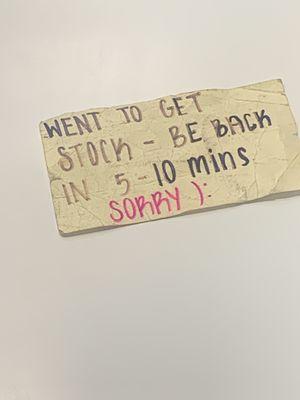 WENT TO GET
STOCK - BE BACK
IN 5-10 mins
SORRY ):